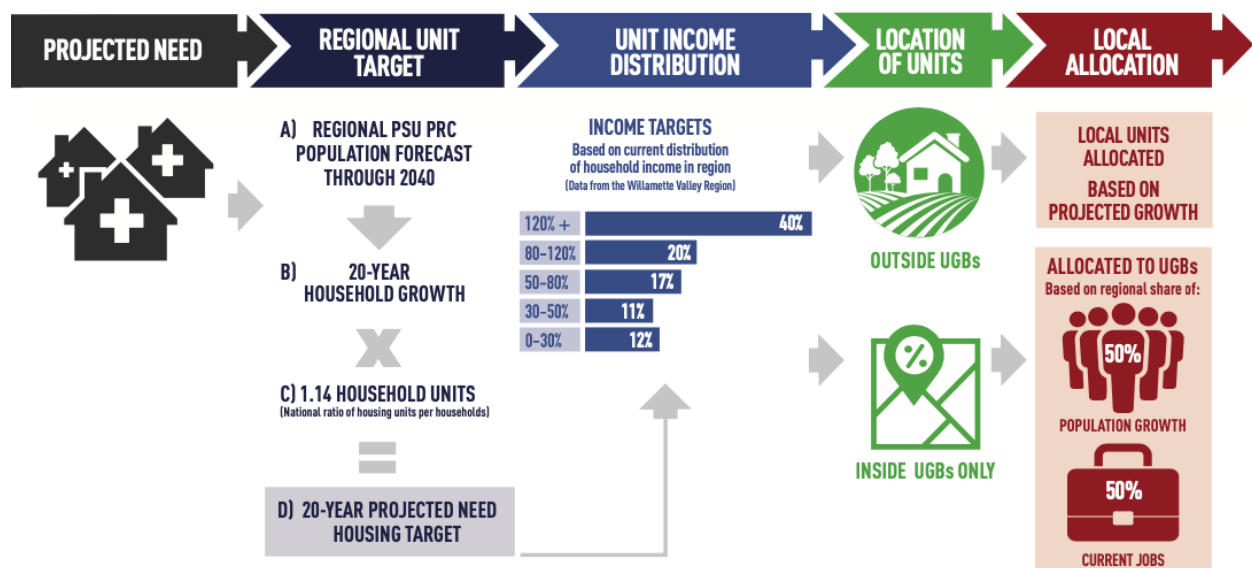 PROJECTED NEED
REGIONAL UNIT
TARGET
UNIT INCOME
DISTRIBUTION
LOCATION
OF UNITS
LOCAL
ALLOCATION
A) REGIONAL PSU PRC
POPULATION FORECAST
THROUGH 2040
B) 20-YEAR
HOUSEHOLD GROWTH
X
C) 1.14 HOUSEHOLD UNITS
(National ratio of housing units per households)
=
D) 20-YEAR PROJECTED NEED
HOUSING TARGET
INCOME TARGETS
Based on current distribution
of household income in region
(Data from the Willamette Valley Region)
120% + 40%
80-120% 20%
50-80% 17%
30-50% 11%
0-30% 12%
OUTSIDE UGBs
%
INSIDE UGBs ONLY
LOCAL UNITS
ALLOCATED
BASED ON
PROJECTED GROWTH
ALLOCATED TO UGBs
Based on regional share of:
50%
POPULATION GROWTH
50%
CURRENT JOBS